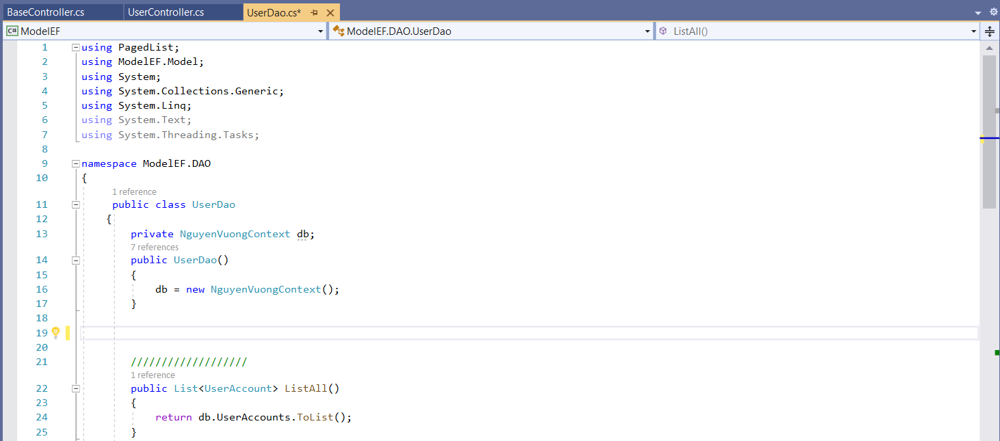 BaseController.cs UserController.cs UserDao.cs*
C# ModelEF ModelEF.DAO.UserDao ListAll()
1 using PagedList;
2 using ModelEF.Model;
3 using System;
4 using System.Collections.Generic;
5 using System.Linq;
6 using System.Text;
7 using System.Threading.Tasks;
8
9 namespace ModelEF.DAO
10 {
1 reference
11 public class UserDao
12 {
13 private NguyenVuongContext db;
7 references
14 public UserDao()
15 {
16 db = new NguyenVuongContext();
17 }
18
19
20
21 ///////////////////
1 reference
22 public List<UserAccount> ListAll()
23 {
24 return db.UserAccounts.ToList();
25 }